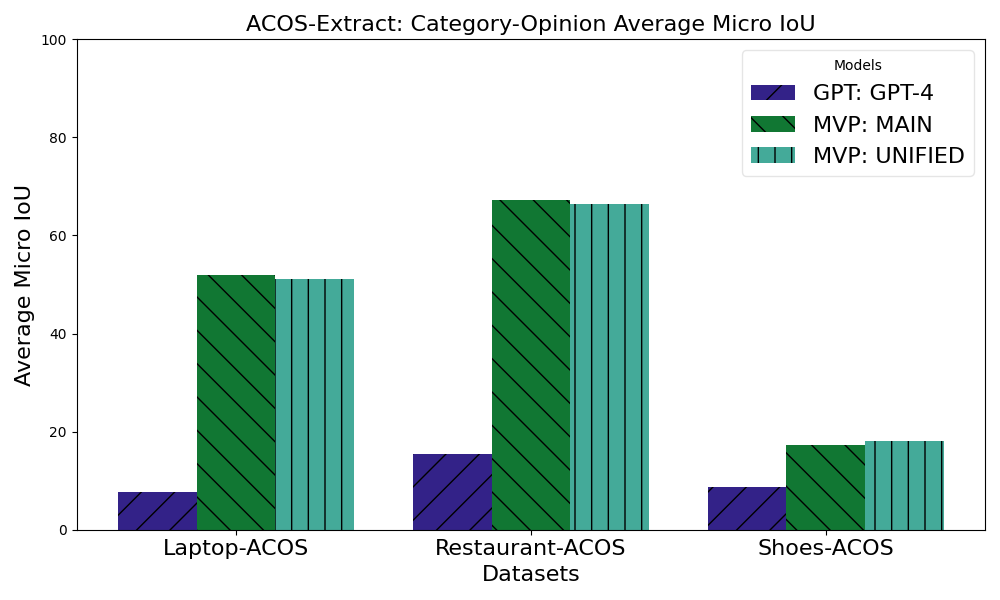 ACOS-Extract: Category-Opinion Average Micro IoU
100
80
60
40
20
0
Average Micro IoU
Models
GPT: GPT-4
MVP: MAIN
MVP: UNIFIED
Laptop-ACOS
Restaurant-ACOS
Shoes-ACOS
Datasets